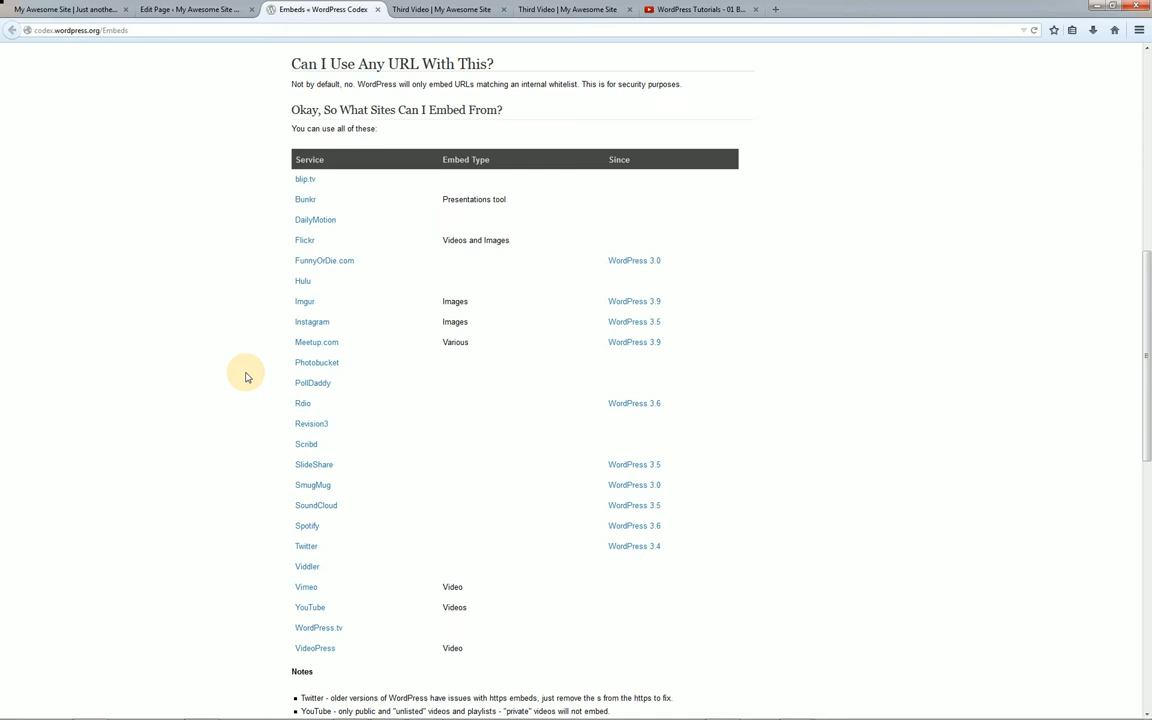 My Awesome Site | Just anothe... × Edit Page ‹ My Awesome Site ... × Embeds « WordPress Codex × Third Video | My Awesome Site × Third Video | My Awesome Site × WordPress Tutorials - 01 B... × +
codex.wordpress.org/Embeds
Can I Use Any URL With This?
Not by default, no. WordPress will only embed URLs matching an internal whitelist. This is for security purposes.
Okay, So What Sites Can I Embed From?
You can use all of these:
Service Embed Type Since
blip.tv
Bunkr Presentations tool
DailyMotion
Flickr Videos and Images
FunnyOrDie.com WordPress 3.0
Hulu
Imgur Images WordPress 3.9
Instagram Images WordPress 3.5
Meetup.com Various WordPress 3.9
Photobucket
PollDaddy
Rdio WordPress 3.6
Revision3
Scribd
SlideShare WordPress 3.5
SmugMug WordPress 3.0
SoundCloud WordPress 3.5
Spotify WordPress 3.6
Twitter WordPress 3.4
Viddler
Vimeo Video
YouTube Videos
WordPress.tv
VideoPress Video
Notes
▪ Twitter - older versions of WordPress have issues with https embeds, just remove the s from the https to fix.
▪ YouTube - only public and "unlisted" videos and playlists - "private" videos will not embed.